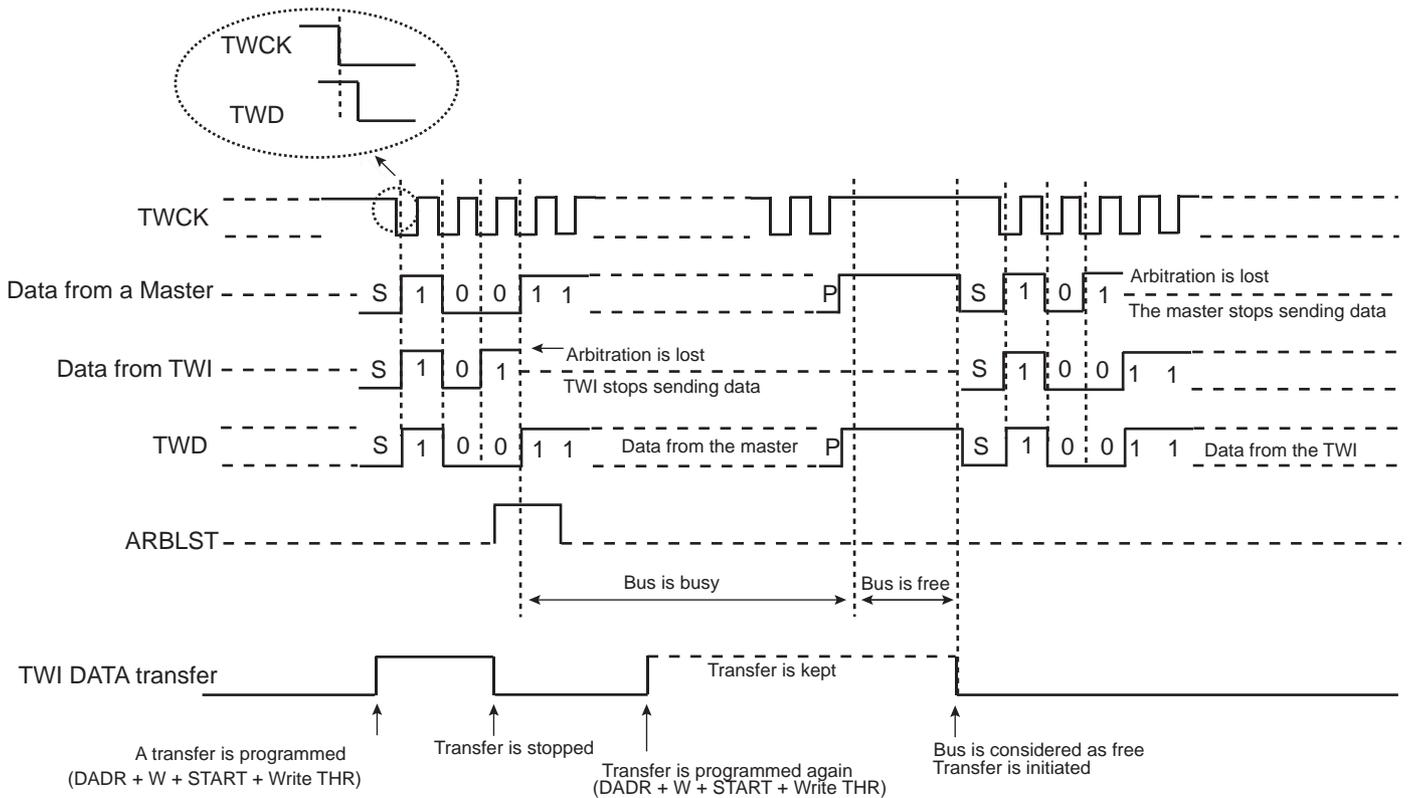 TWCK
TWD
TWCK
Data from a Master S 1 0 0 1 1 P S 1 0 1 Arbitration is lost
The master stops sending data
Data from TWI S 1 0 1 Arbitration is lost S 1 0 0 1 1
TWI stops sending data
TWD S 1 0 0 1 1 Data from the master P S 1 0 0 1 1 Data from the TWI
ARBLST
Bus is busy Bus is free
TWI DATA transfer Transfer is kept
A transfer is programmed
(DADR + W + START + Write THR)
Transfer is stopped
Transfer is programmed again
(DADR + W + START + Write THR)
Bus is considered as free
Transfer is initiated